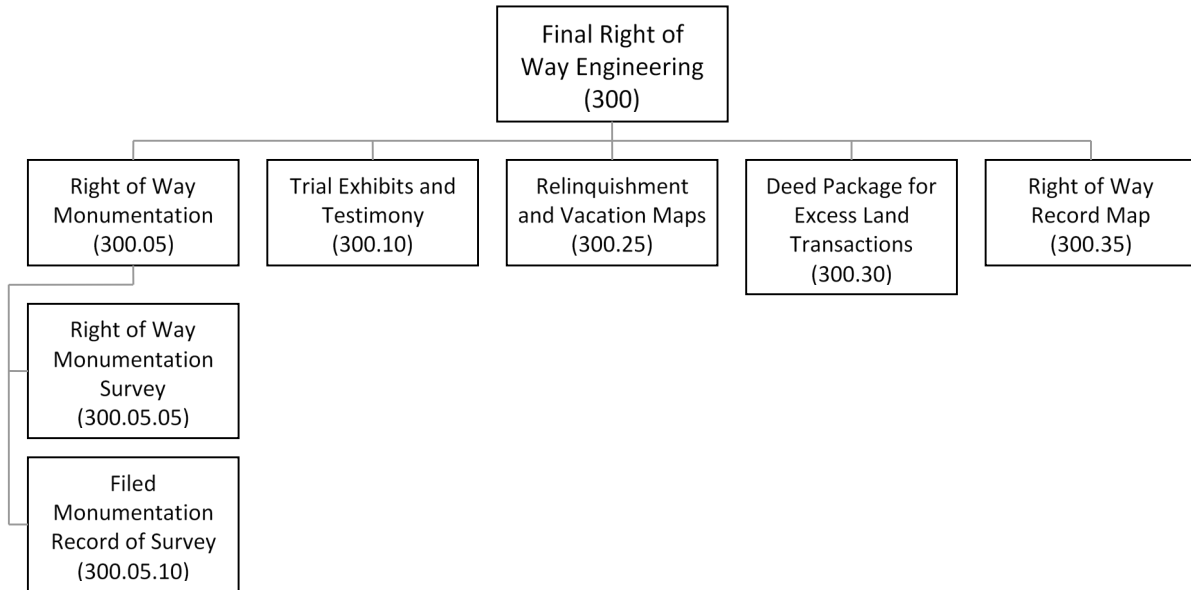 Final Right of
Way Engineering
(300)
Right of Way
Monumentation
(300.05)
Trial Exhibits and
Testimony
(300.10)
Relinquishment
and Vacation Maps
(300.25)
Deed Package for
Excess Land
Transactions
(300.30)
Right of Way
Record Map
(300.35)
Right of Way
Monumentation
Survey
(300.05.05)
Filed
Monumentation
Record of Survey
(300.05.10)